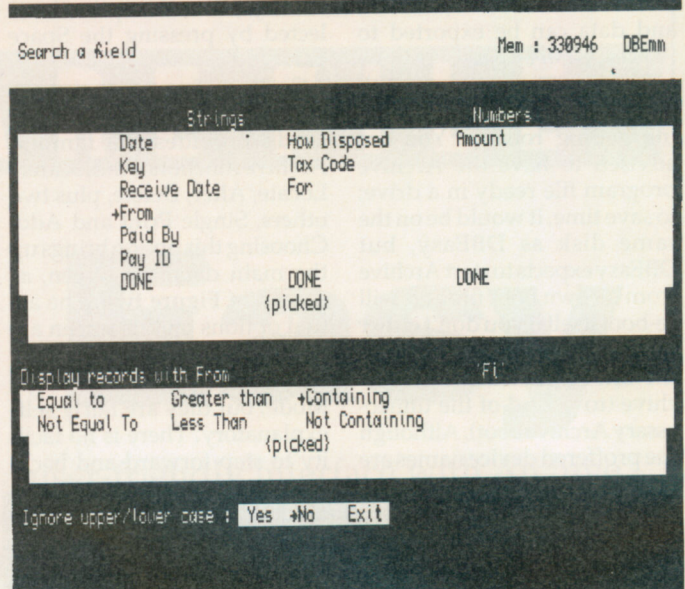 Search a field Mem : 330946 DBEmm
Strings Numbers
Date How Disposed Amount
Key Tax Code
Receive Date For
→From
Paid By
Pay ID
DONE DONE DONE
{picked}
Display records with From 'Fi'
Equal to Greater than →Containing
Not Equal To Less Than Not Containing
{picked}
Ignore upper/lower case : Yes →No Exit